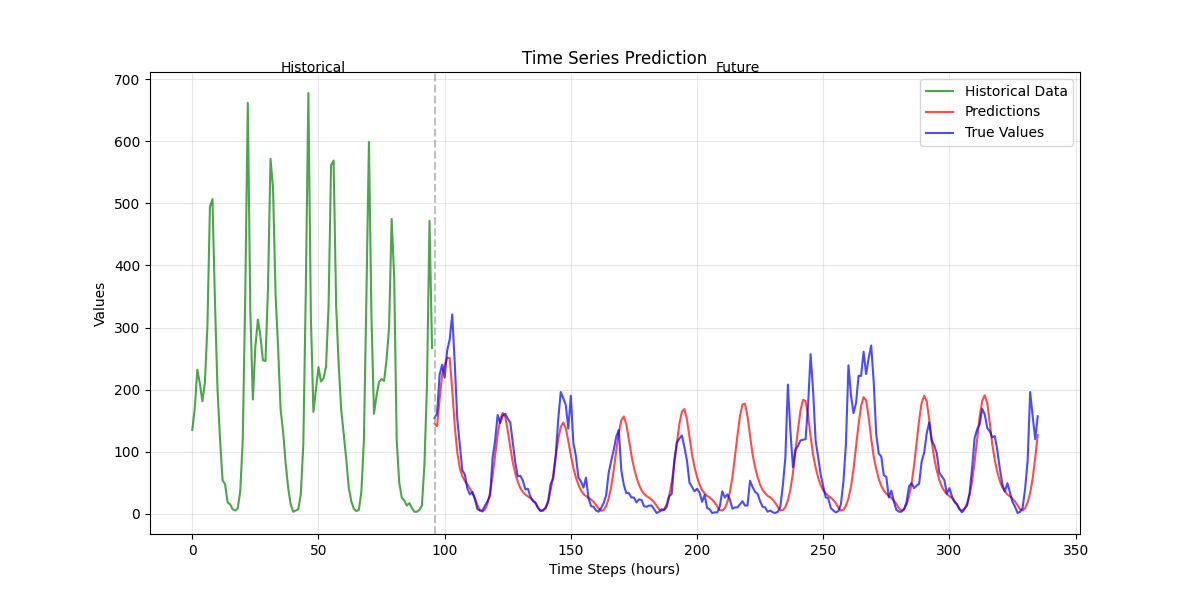 Time Series Prediction
Historical
Future
Historical Data
Predictions
True Values
Values
700
600
500
400
300
200
100
0
0
50
100
150
200
250
300
350
Time Steps (hours)